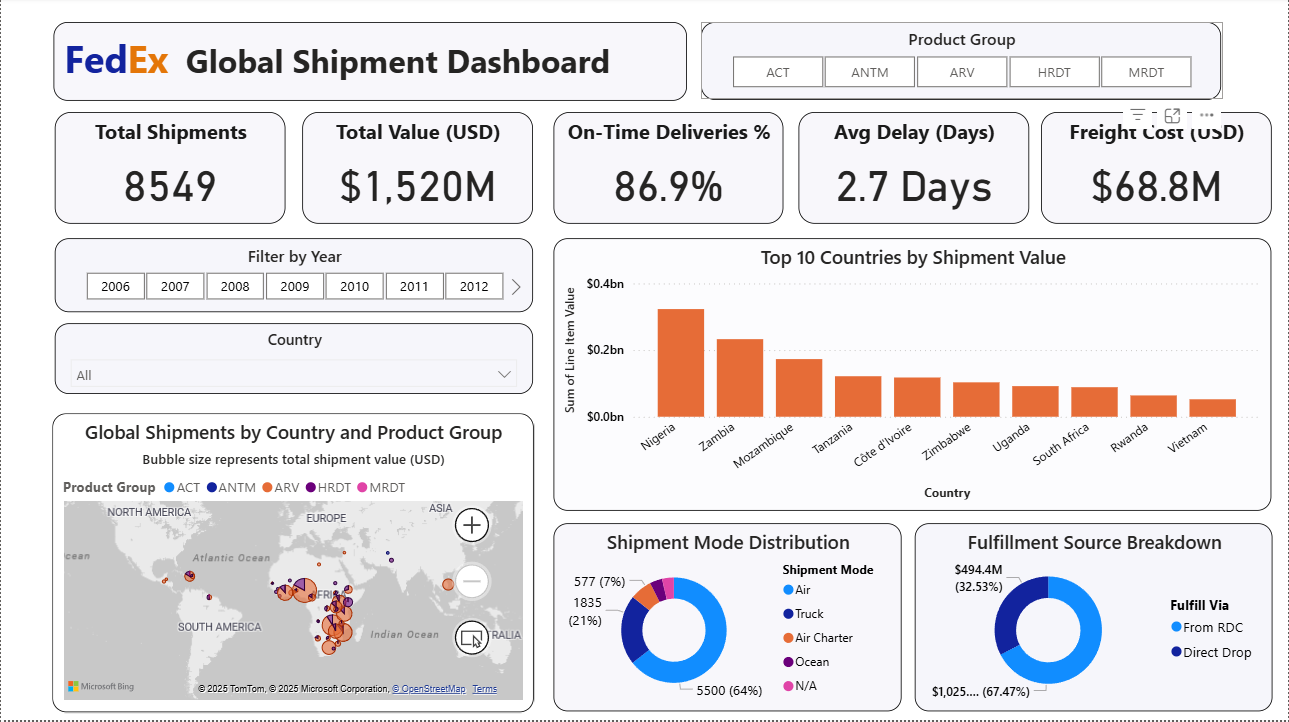 FedEx Global Shipment Dashboard
Product Group
ACT ANTM ARV HRDT MRDT
Total Shipments
8549
Total Value (USD)
$1,520M
On-Time Deliveries %
86.9%
Avg Delay (Days)
2.7 Days
Freight Cost (USD)
$68.8M
Filter by Year
2006 2007 2008 2009 2010 2011 2012
Country
All
Global Shipments by Country and Product Group
Bubble size represents total shipment value (USD)
Product Group ACT ANTM ARV HRDT MRDT
NORTH AMERICA
EUROPE
ASIA
cean
Atlantic Ocean
AFRICA
SOUTH AMERICA
Indian Ocean
TRALIA
Microsoft Bing
© 2025 TomTom, © 2025 Microsoft Corporation, © OpenStreetMap Terms
Top 10 Countries by Shipment Value
Sum of Line Item Value
$0.4bn
$0.2bn
$0.0bn
Nigeria
Zambia
Mozambique
Tanzania
Côte d'Ivoire
Zimbabwe
Uganda
South Africa
Rwanda
Vietnam
Country
Shipment Mode Distribution
577 (7%)
1835
(21%)
5500 (64%)
Shipment Mode
Air
Truck
Air Charter
Ocean
N/A
Fulfillment Source Breakdown
$494.4M
(32.53%)
$1,025.... (67.47%)
Fulfill Via
From RDC
Direct Drop